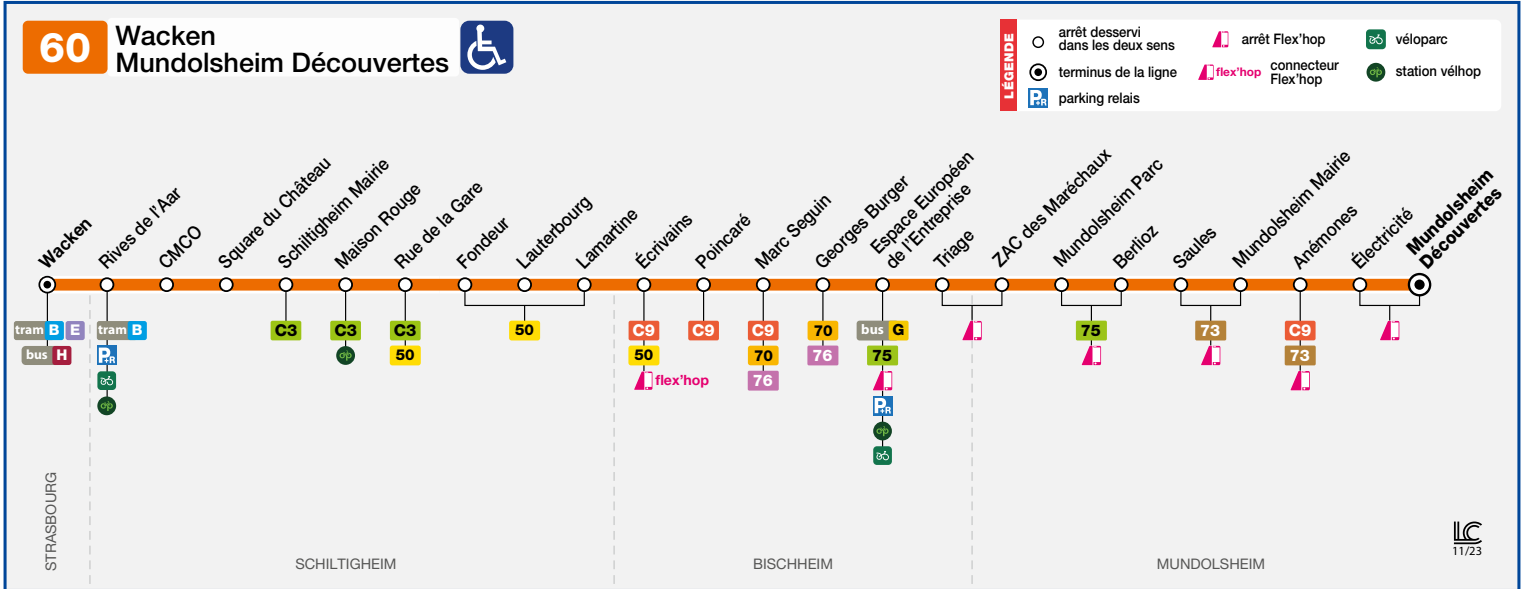 60
Wacken
Mundolsheim Découvertes
LÉGENDE
arrêt desservi
dans les deux sens
terminus de la ligne
P+R parking relais
arrêt Flex'hop
flex'hop connecteur
Flex'hop
véloparc
station vélhop
Wacken
Rives de l'Aar
CMCO
Square du Château
Schiltigheim Mairie
Maison Rouge
Rue de la Gare
Fondeur
Lauterbourg
Lamartine
Écrivains
Poincaré
Marc Seguin
Georges Burger
Espace Européen
de l'Entreprise
Triage
ZAC des Maréchaux
Mundolsheim Parc
Berlioz
Saules
Mundolsheim Mairie
Anémones
Électricité
Mundolsheim
Découvertes
tram B E
bus H
tram B
P+R
C3
C3
C3
50
50
C9
50
flex'hop
C9
C9
70
76
70
76
bus G
75
P+R
75
73
C9
73
STRASBOURG
SCHILTIGHEIM
BISCHHEIM
MUNDOLSHEIM
LC
11/23